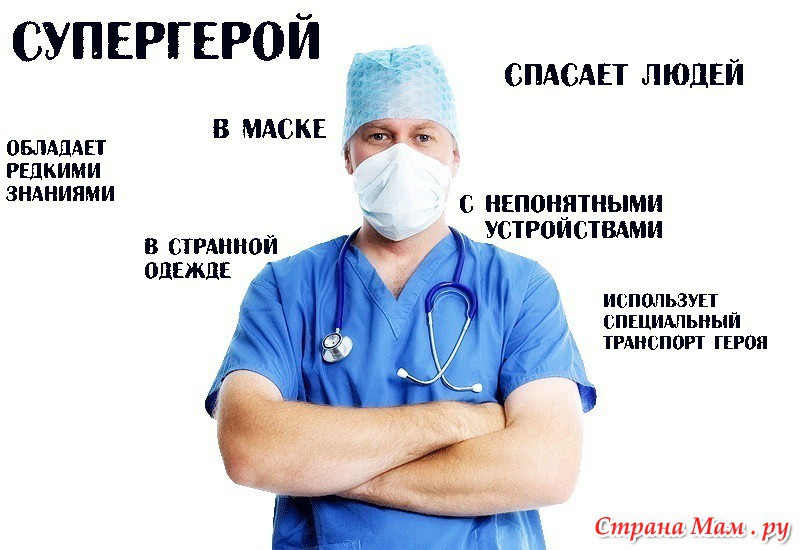 СУПЕРГЕРОЙ
СПАСАЕТ ЛЮДЕЙ
В МАСКЕ
ОБЛАДАЕТ
РЕДКИМИ
ЗНАНИЯМИ
С НЕПОНЯТНЫМИ
УСТРОЙСТВАМИ
В СТРАННОЙ
ОДЕЖДЕ
ИСПОЛЬЗУЕТ
СПЕЦИАЛЬНЫЙ
ТРАНСПОРТ ГЕРОЯ
Страна Мам . ру